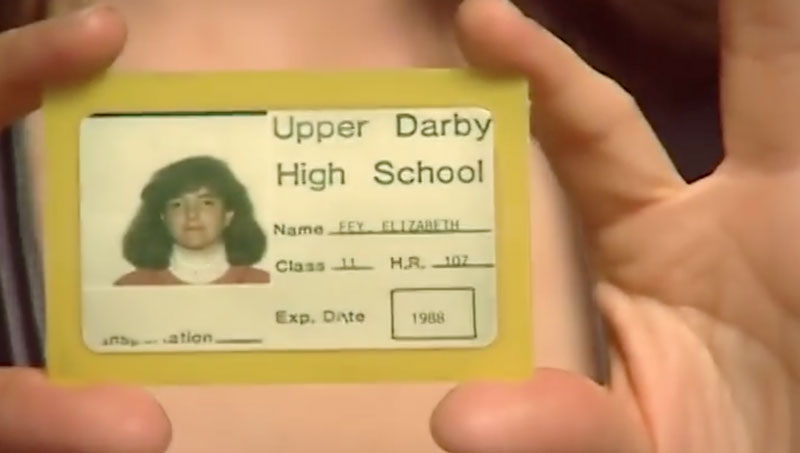 Upper Darby
High School
Name FEY, ELIZABETH
Class 11 H.R. 107
Exp. Date 1988